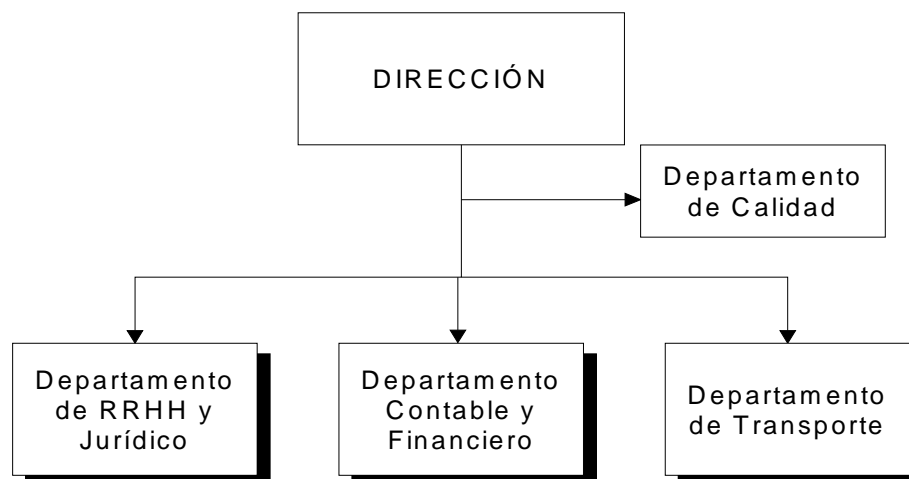 DIRECCIÓN
Departamento
de Calidad
Departamento
de RRHH y
Jurídico
Departamento
Contable y
Financiero
Departamento
de Transporte